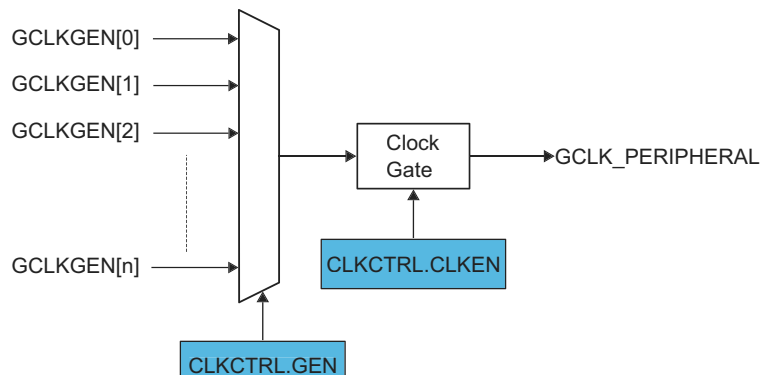 GCLKGEN[0]
GCLKGEN[1]
GCLKGEN[2]
Clock
Gate
GCLK_PERIPHERAL
GCLKGEN[n]
CLKCTRL.CLKEN
CLKCTRL.GEN